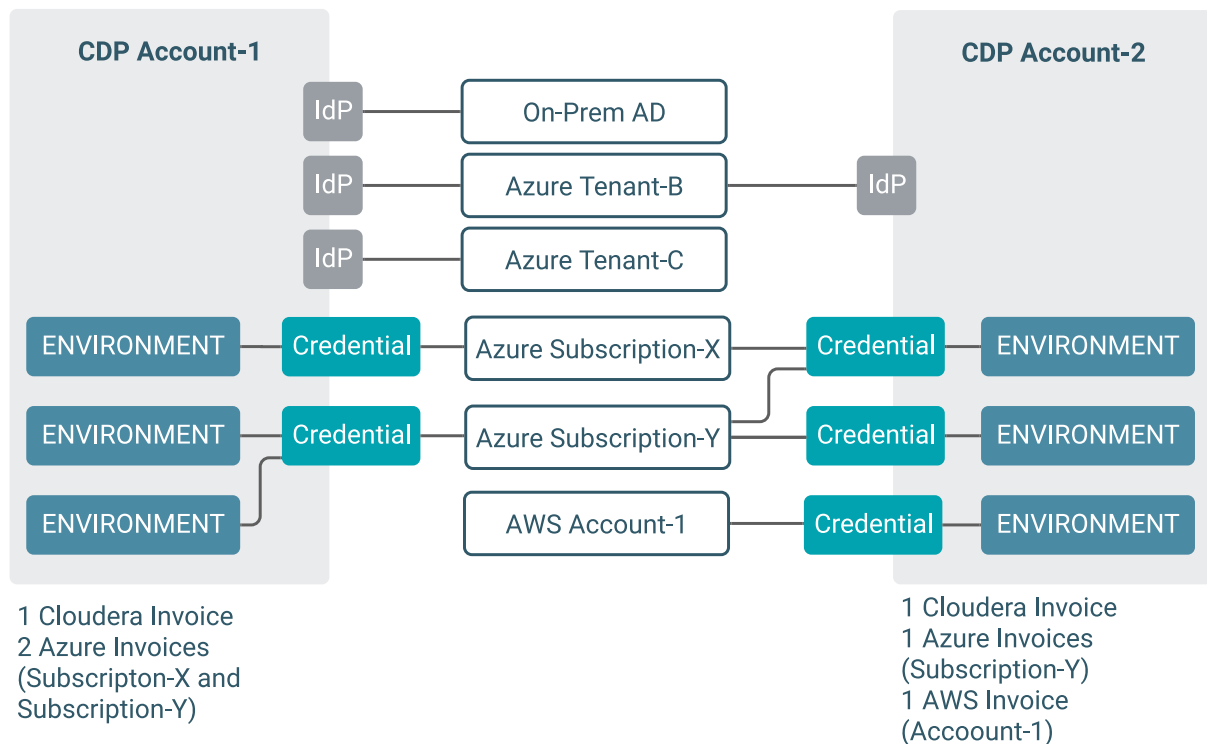 CDP Account-1
CDP Account-2
IdP
On-Prem AD
IdP
Azure Tenant-B
IdP
IdP
Azure Tenant-C
ENVIRONMENT
Credential
Azure Subscription-X
Credential
ENVIRONMENT
ENVIRONMENT
Credential
Azure Subscription-Y
Credential
ENVIRONMENT
ENVIRONMENT
AWS Account-1
Credential
ENVIRONMENT
1 Cloudera Invoice
2 Azure Invoices
(Subscripton-X and
Subscription-Y)
1 Cloudera Invoice
1 Azure Invoices
(Subscription-Y)
1 AWS Invoice
(Accoount-1)